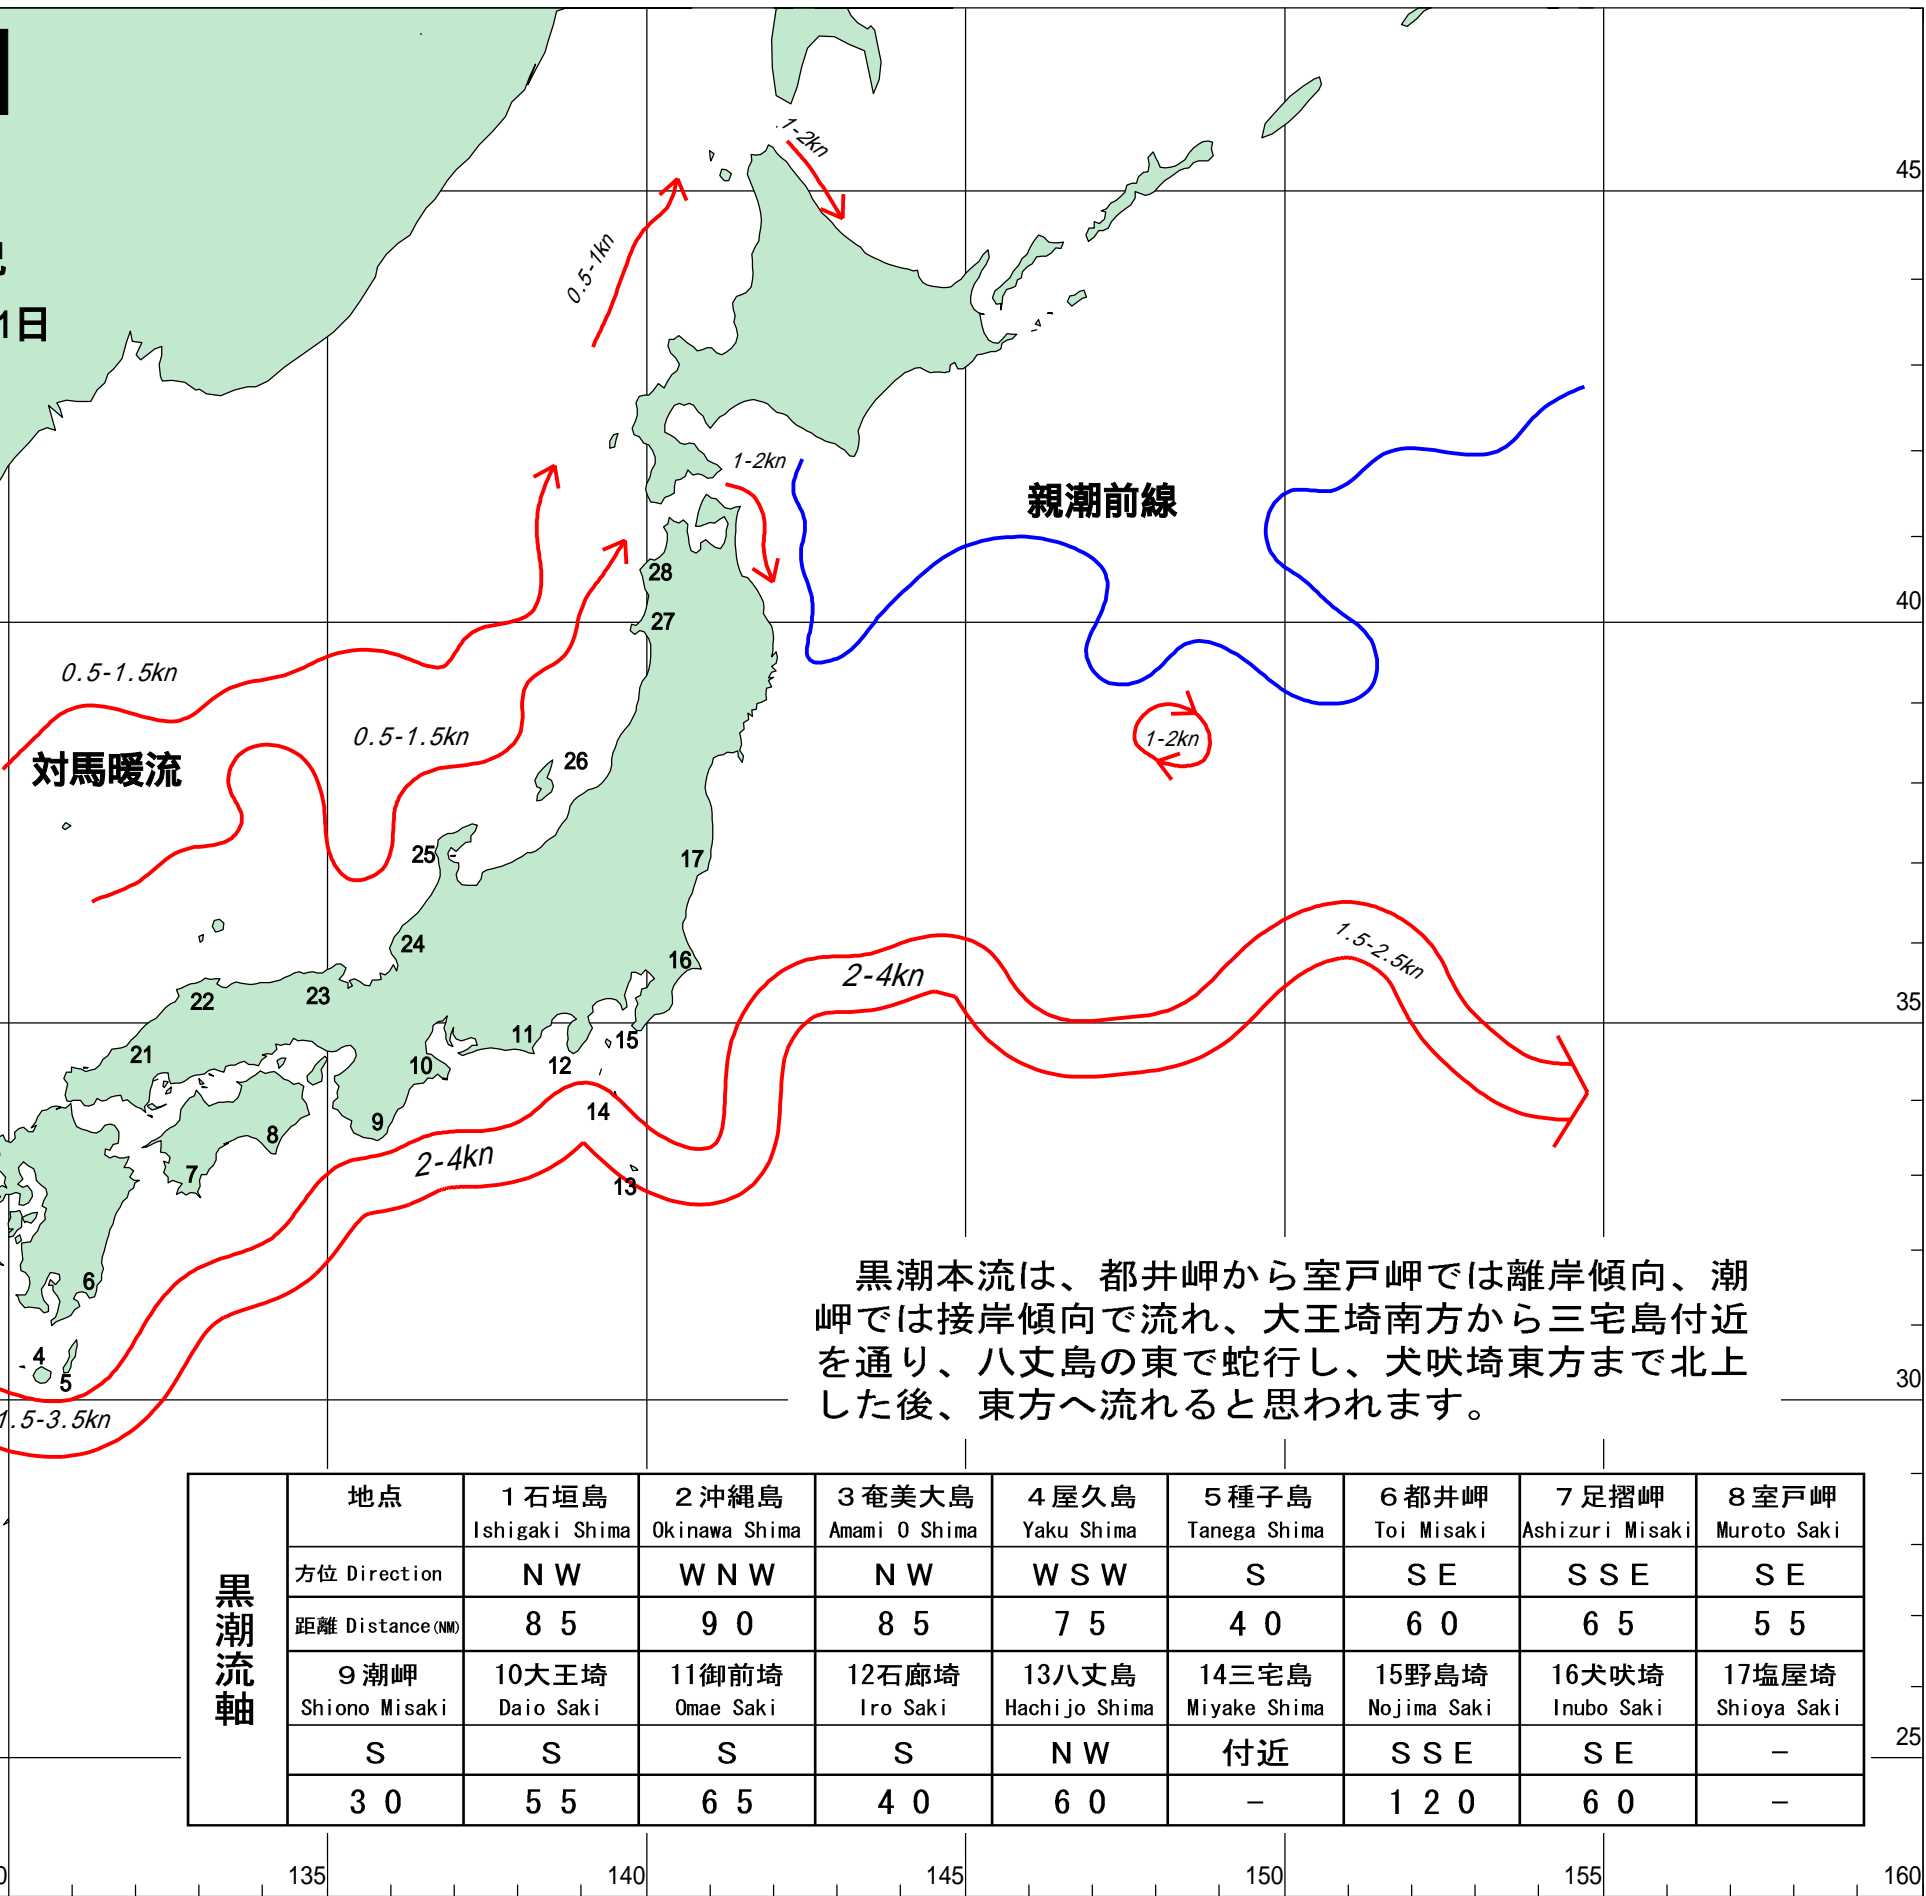 1日
1-2kn
0.5-1kn
45
1-2kn
親潮前線
28
40
27
0.5-1.5kn
0.5-1.5kn
対馬暖流
1-2kn
26
25
17
24
16
1.5-2.5kn
2-4kn
22
23
35
21
11
15
10
12
14
9
8
2-4kn
7
13
6
黒潮本流は、都井岬から室戸岬では離岸傾向、潮
岬では接岸傾向で流れ、大王埼南方から三宅島付近
を通り、八丈島の東で蛇行し、犬吠埼東方まで北上
した後、東方へ流れると思われます。
4
5
30
1.5-3.5kn
黒潮流軸
地点 1石垣島 2沖縄島 3奄美大島 4屋久島 5種子島 6都井岬 7足摺岬 8室戸岬
Ishigaki Shima Okinawa Shima Amami O Shima Yaku Shima Tanega Shima Toi Misaki Ashizuri Misaki Muroto Saki
方位 Direction NW WNW NW WSW S SE SSE SE
距離 Distance(NM) 85 90 85 75 40 60 65 55
9潮岬 10大王埼 11御前埼 12石廊埼 13八丈島 14三宅島 15野島埼 16犬吠埼 17塩屋埼
Shiono Misaki Daio Saki Omae Saki Iro Saki Hachijo Shima Miyake Shima Nojima Saki Inubo Saki Shioya Saki
S S S S NW 付近 SSE SE －
30 55 65 40 60 － 120 60 －
25
0 135 140 145 150 155 160